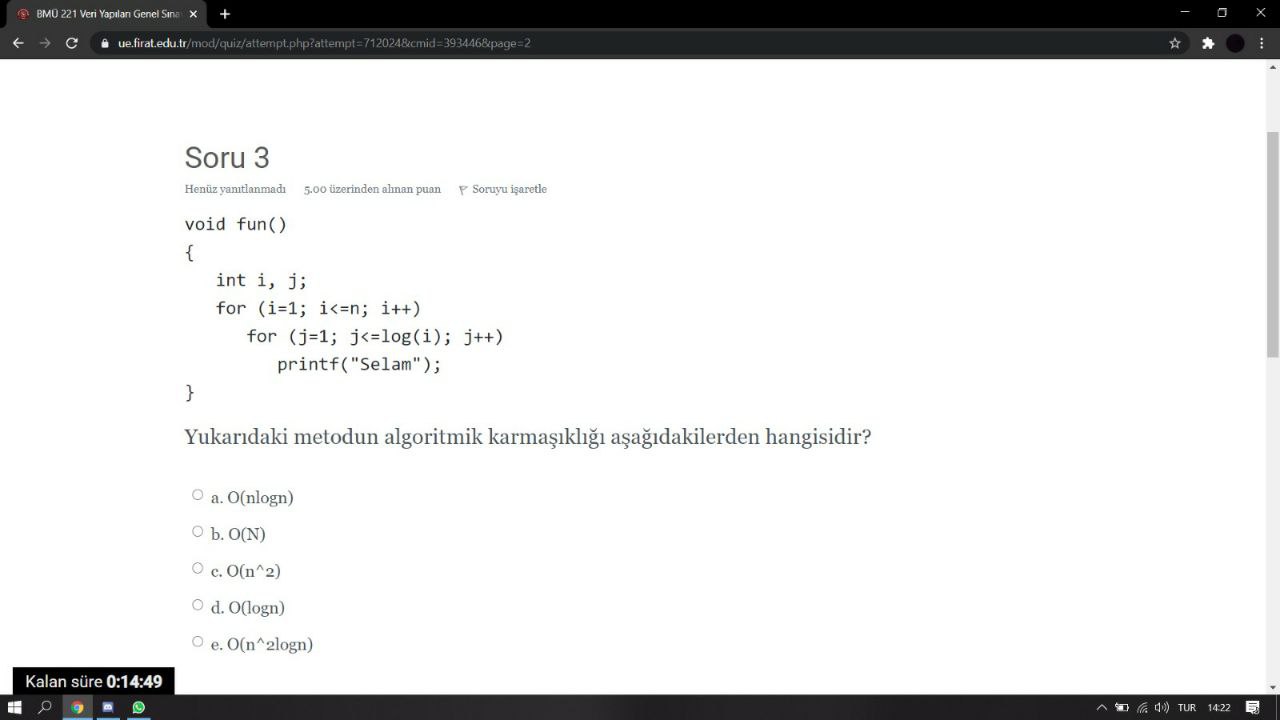 BMÜ 221 Veri Yapıları Genel Sına
ue.firat.edu.tr/mod/quiz/attempt.php?attempt=712024&cmid=393446&page=2
Soru 3
Henüz yanıtlanmadı 5.00 üzerinden alınan puan Soruyu işaretle
void fun()
{
int i, j;
for (i=1; i<=n; i++)
for (j=1; j<=log(i); j++)
printf("Selam");
}
Yukarıdaki metodun algoritmik karmaşıklığı aşağıdakilerden hangisidir?
a. O(nlogn)
b. O(N)
c. O(n^2)
d. O(logn)
e. O(n^2logn)
Kalan süre 0:14:49
TUR 14:22